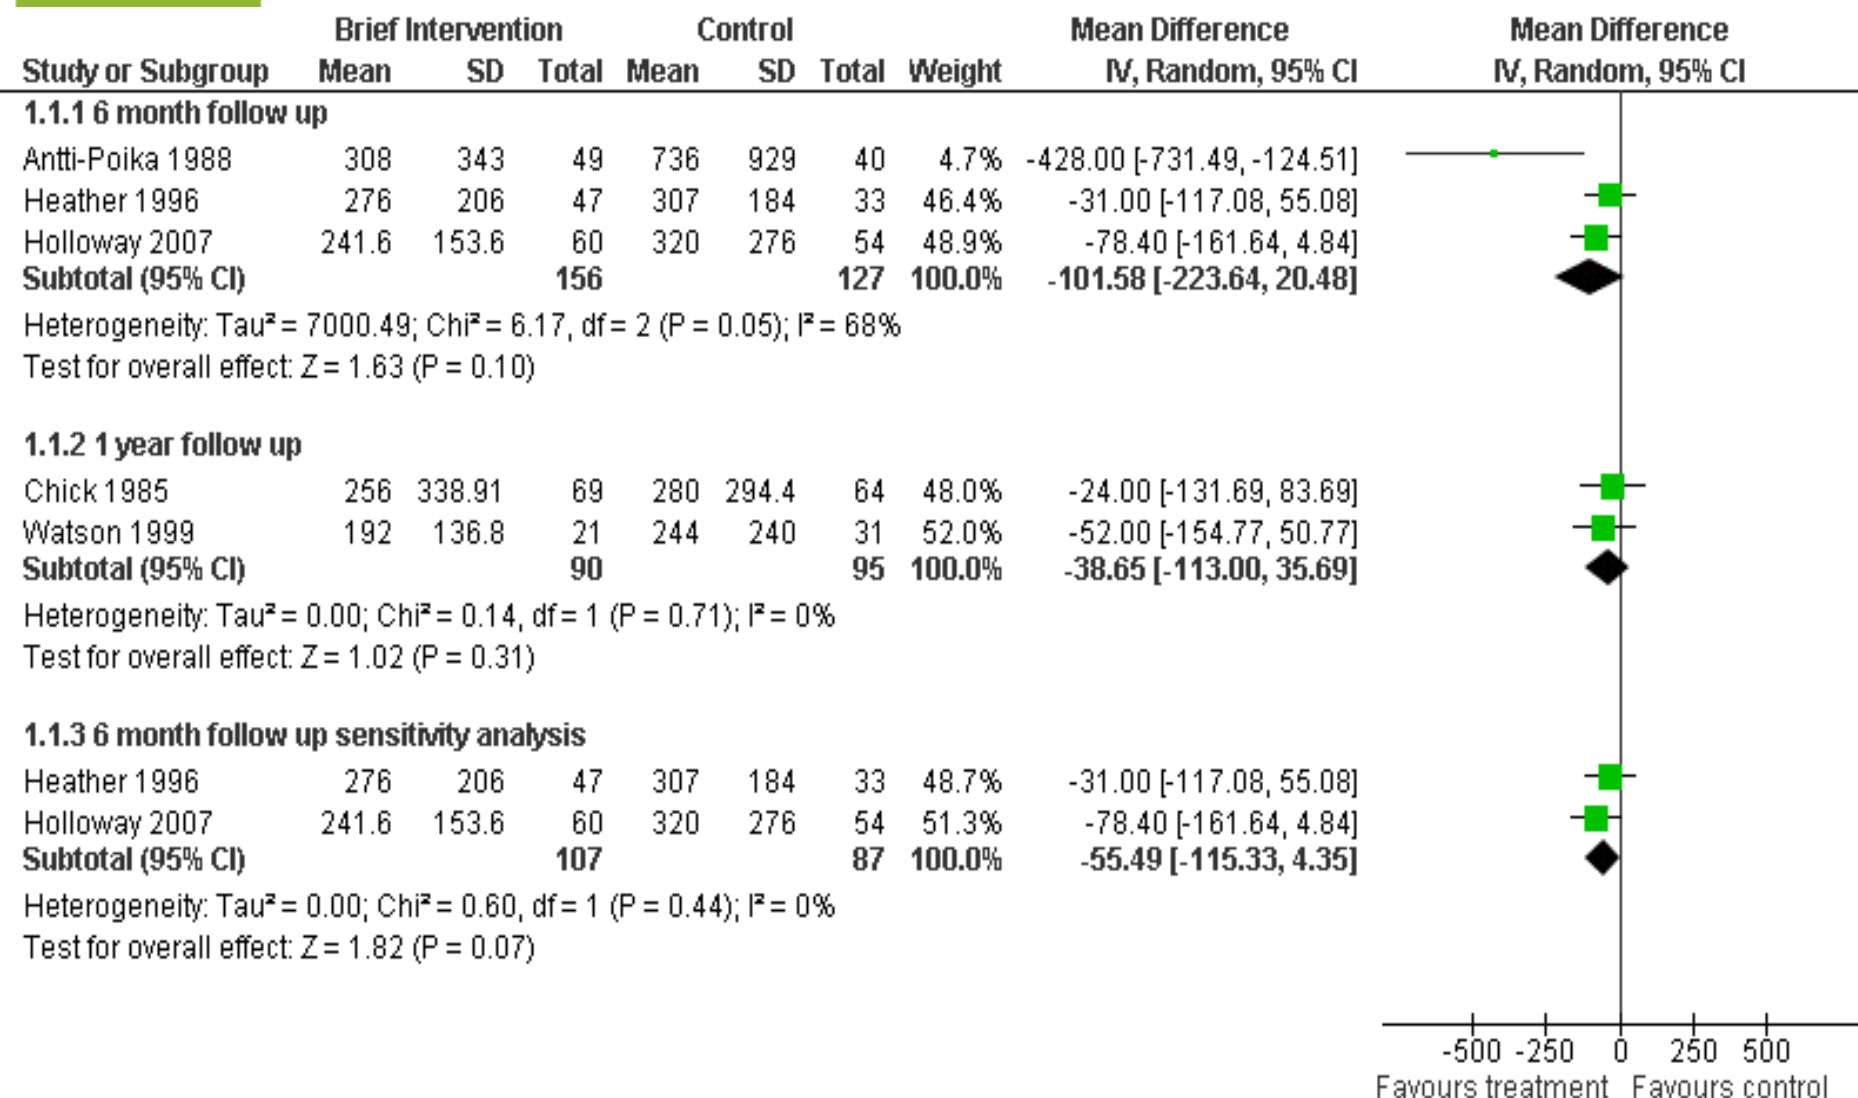 Brief Intervention Control Mean Difference Mean Difference
Study or Subgroup Mean SD Total Mean SD Total Weight IV, Random, 95% CI IV, Random, 95% CI
1.1.1 6 month follow up
Antti-Poika 1988 308 343 49 736 929 40 4.7% -428.00 [-731.49, -124.51]
Heather 1996 276 206 47 307 184 33 46.4% -31.00 [-117.08, 55.08]
Holloway 2007 241.6 153.6 60 320 276 54 48.9% -78.40 [-161.64, 4.84]
Subtotal (95% CI) 156 127 100.0% -101.58 [-223.64, 20.48]
Heterogeneity: Tau² = 7000.49; Chi² = 6.17, df = 2 (P = 0.05); I² = 68%
Test for overall effect: Z = 1.63 (P = 0.10)
1.1.2 1 year follow up
Chick 1985 256 338.91 69 280 294.4 64 48.0% -24.00 [-131.69, 83.69]
Watson 1999 192 136.8 21 244 240 31 52.0% -52.00 [-154.77, 50.77]
Subtotal (95% CI) 90 95 100.0% -38.65 [-113.00, 35.69]
Heterogeneity: Tau² = 0.00; Chi² = 0.14, df = 1 (P = 0.71); I² = 0%
Test for overall effect: Z = 1.02 (P = 0.31)
1.1.3 6 month follow up sensitivity analysis
Heather 1996 276 206 47 307 184 33 48.7% -31.00 [-117.08, 55.08]
Holloway 2007 241.6 153.6 60 320 276 54 51.3% -78.40 [-161.64, 4.84]
Subtotal (95% CI) 107 87 100.0% -55.49 [-115.33, 4.35]
Heterogeneity: Tau² = 0.00; Chi² = 0.60, df = 1 (P = 0.44); I² = 0%
Test for overall effect: Z = 1.82 (P = 0.07)
-500 -250 0 250 500
Favours treatment Favours control